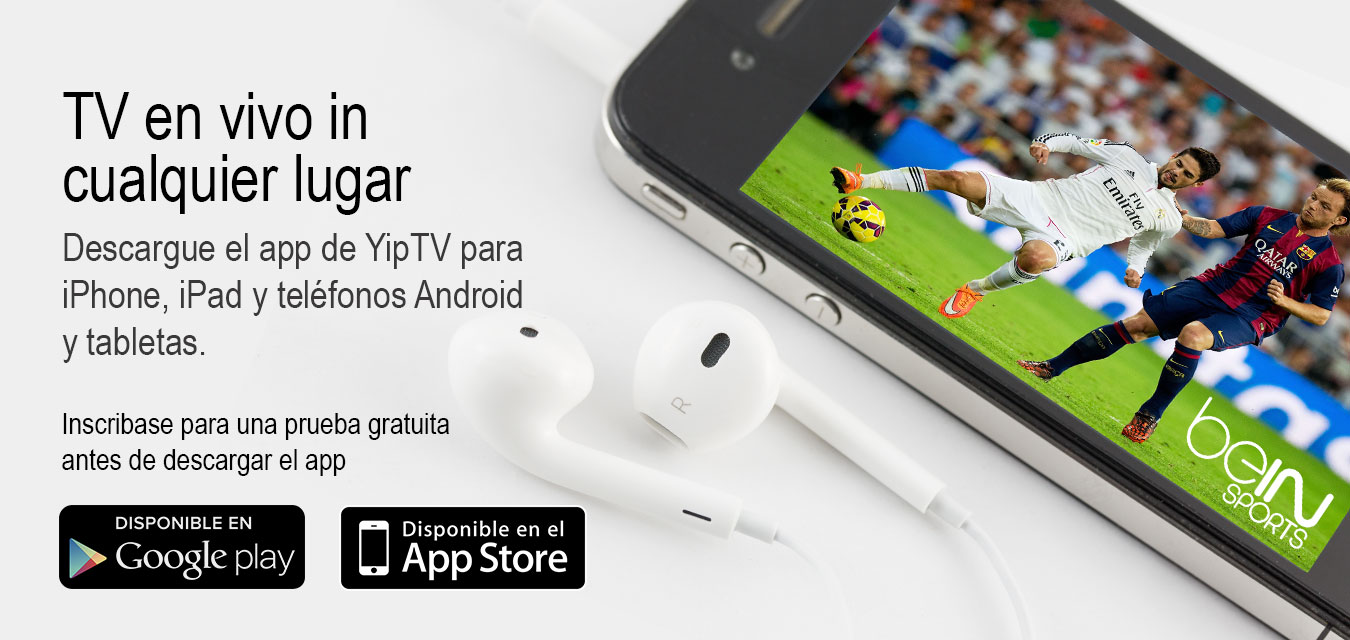 TV en vivo in
cualquier lugar
Descargue el app de YipTV para
iPhone, iPad y teléfonos Android
y tabletas.
Inscribase para una prueba gratuita
antes de descargar el app
DISPONIBLE EN
Google play
Disponible en el
App Store
R
Fly
Emirates
QATAR
AIRWAYS
beIN
SPORTS